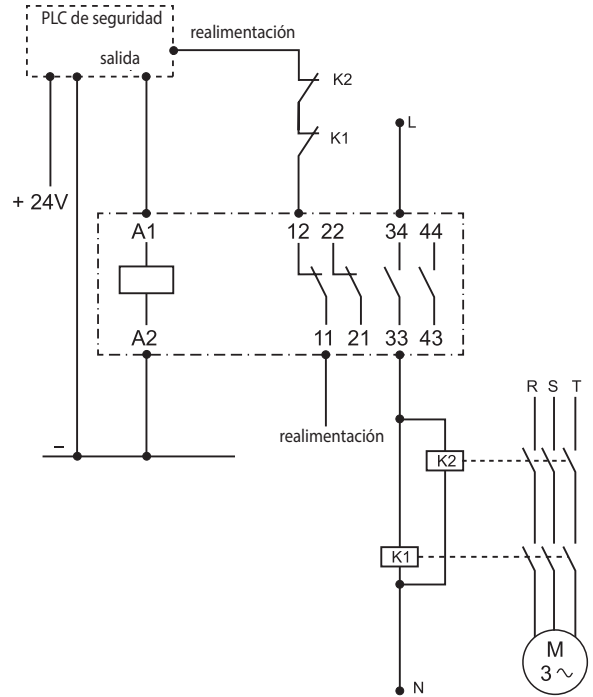 PLC de seguridad
realimentación
salida
K2
K1
L
+ 24V
A1
12 22 34 44
A2
11 21 33 43
R S T
realimentación
–
K2
K1
M
3 ~
N